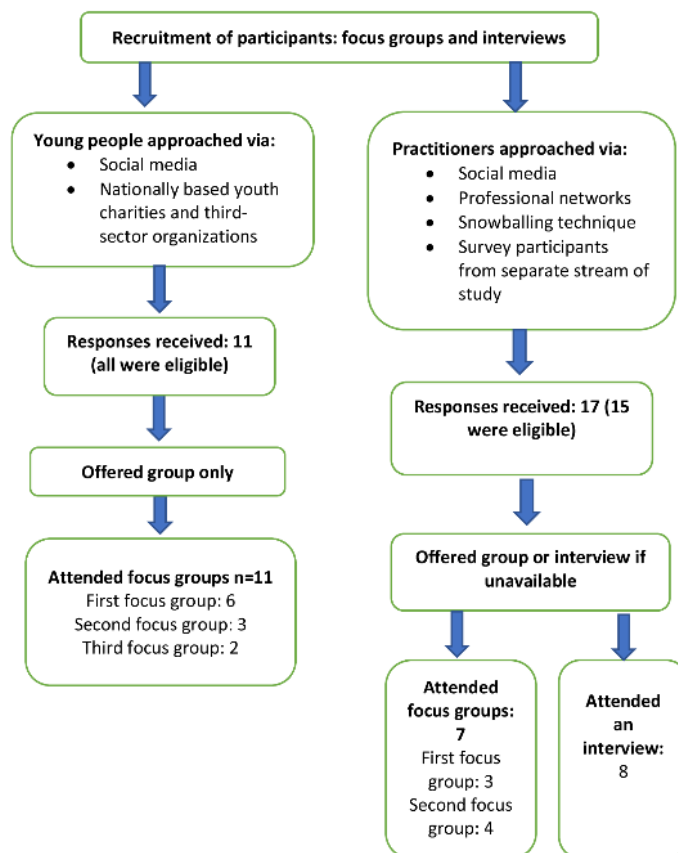 Recruitment of participants: focus groups and interviews
Young people approached via:
• Social media
• Nationally based youth
charities and third-
sector organizations
Responses received: 11
(all were eligible)
Offered group only
Attended focus groups n=11
First focus group: 6
Second focus group: 3
Third focus group: 2
Practitioners approached via:
• Social media
• Professional networks
• Snowballing technique
• Survey participants
from separate stream of
study
Responses received: 17 (15
were eligible)
Offered group or interview if
unavailable
Attended
focus groups:
7
First focus
group: 3
Second focus
group: 4
Attended
an
interview:
8